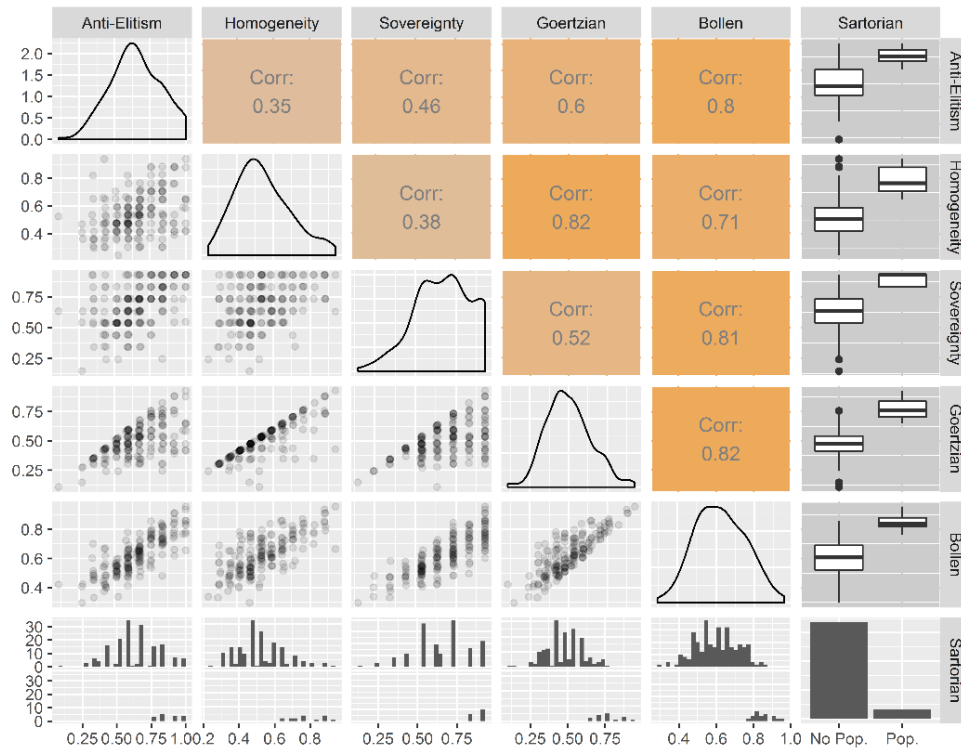 Anti-Elitism Homogeneity Sovereignty Goertzian Bollen Sartorian
2.0
1.5
1.0
0.5
0.0
Corr:
0.35
Corr:
0.46
Corr:
0.6
Corr:
0.8
Anti-Elitism
0.8
0.6
0.4
Corr:
0.38
Corr:
0.82
Corr:
0.71
Homogeneity
0.75
0.50
0.25
Corr:
0.52
Corr:
0.81
Sovereignty
0.75
0.50
0.25
Corr:
0.82
Goertzian
0.8
0.6
0.4
Bollen
30
20
10
0
30
20
10
0
Sartorian
0.25 0.50 0.75 1.00 0.2 0.4 0.6 0.8 0.25 0.50 0.75 0.25 0.50 0.75 0.4 0.6 0.8 1.0 No Pop. Pop.